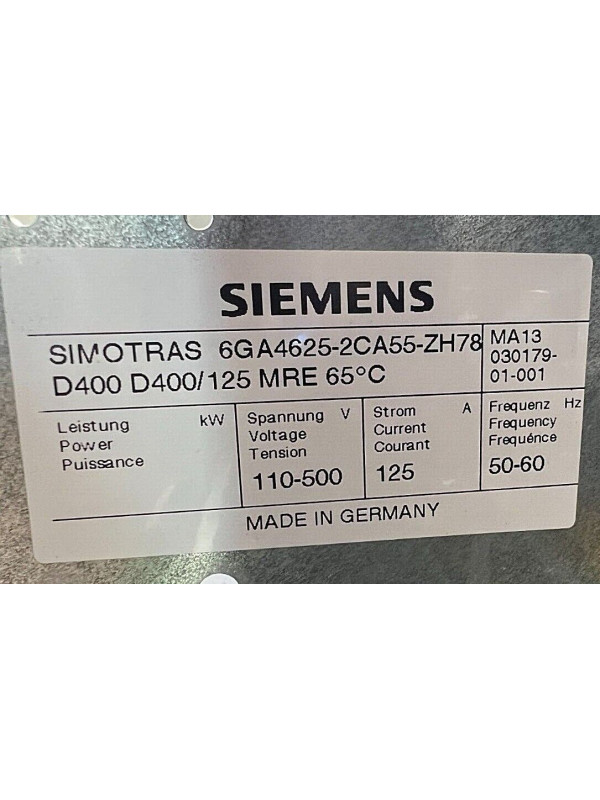 SIEMENS
SIMOTRAS 6GA4625-2CA55-ZH78
D400 D400/125 MRE 65°C
MA13
030179-
01-001
Leistung kW
Power
Puissance
Spannung V
Voltage
Tension
110-500
Strom A
Current
Courant
125
Frequenz Hz
Frequency
Frequénce
50-60
MADE IN GERMANY